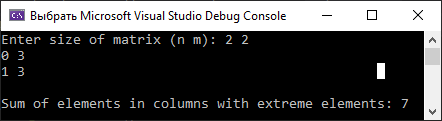 Выбрать Microsoft Visual Studio Debug Console
Enter size of matrix (n m): 2 2
0 3
1 3
Sum of elements in columns with extreme elements: 7